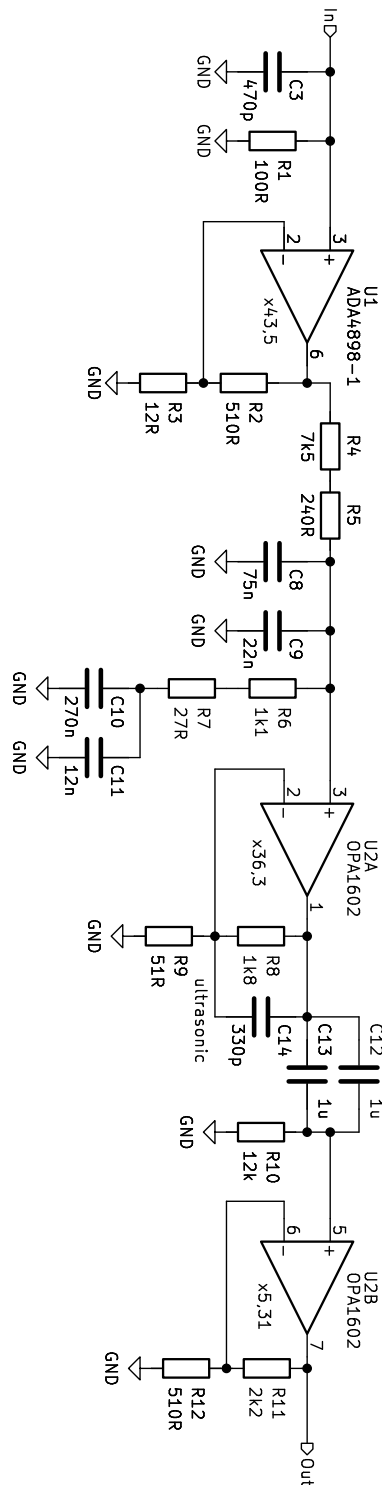 In
C3
470p
GND
R1
100R
GND
3
2
+
−
6
U1
ADA4898-1
x43,5
R2
510R
R3
12R
GND
R4
7k5
R5
240R
C8
75n
GND
C9
22n
GND
R6
1k1
R7
27R
C10
270n
GND
C11
12n
GND
3
2
+
−
1
U2A
OPA1602
x36,3
R8
1k8
R9
51R
GND
ultrasonic
C14
330p
C13
1u
C12
1u
R10
12k
GND
5
6
+
−
7
U2B
OPA1602
x5,31
R11
2k2
R12
510R
GND
Out